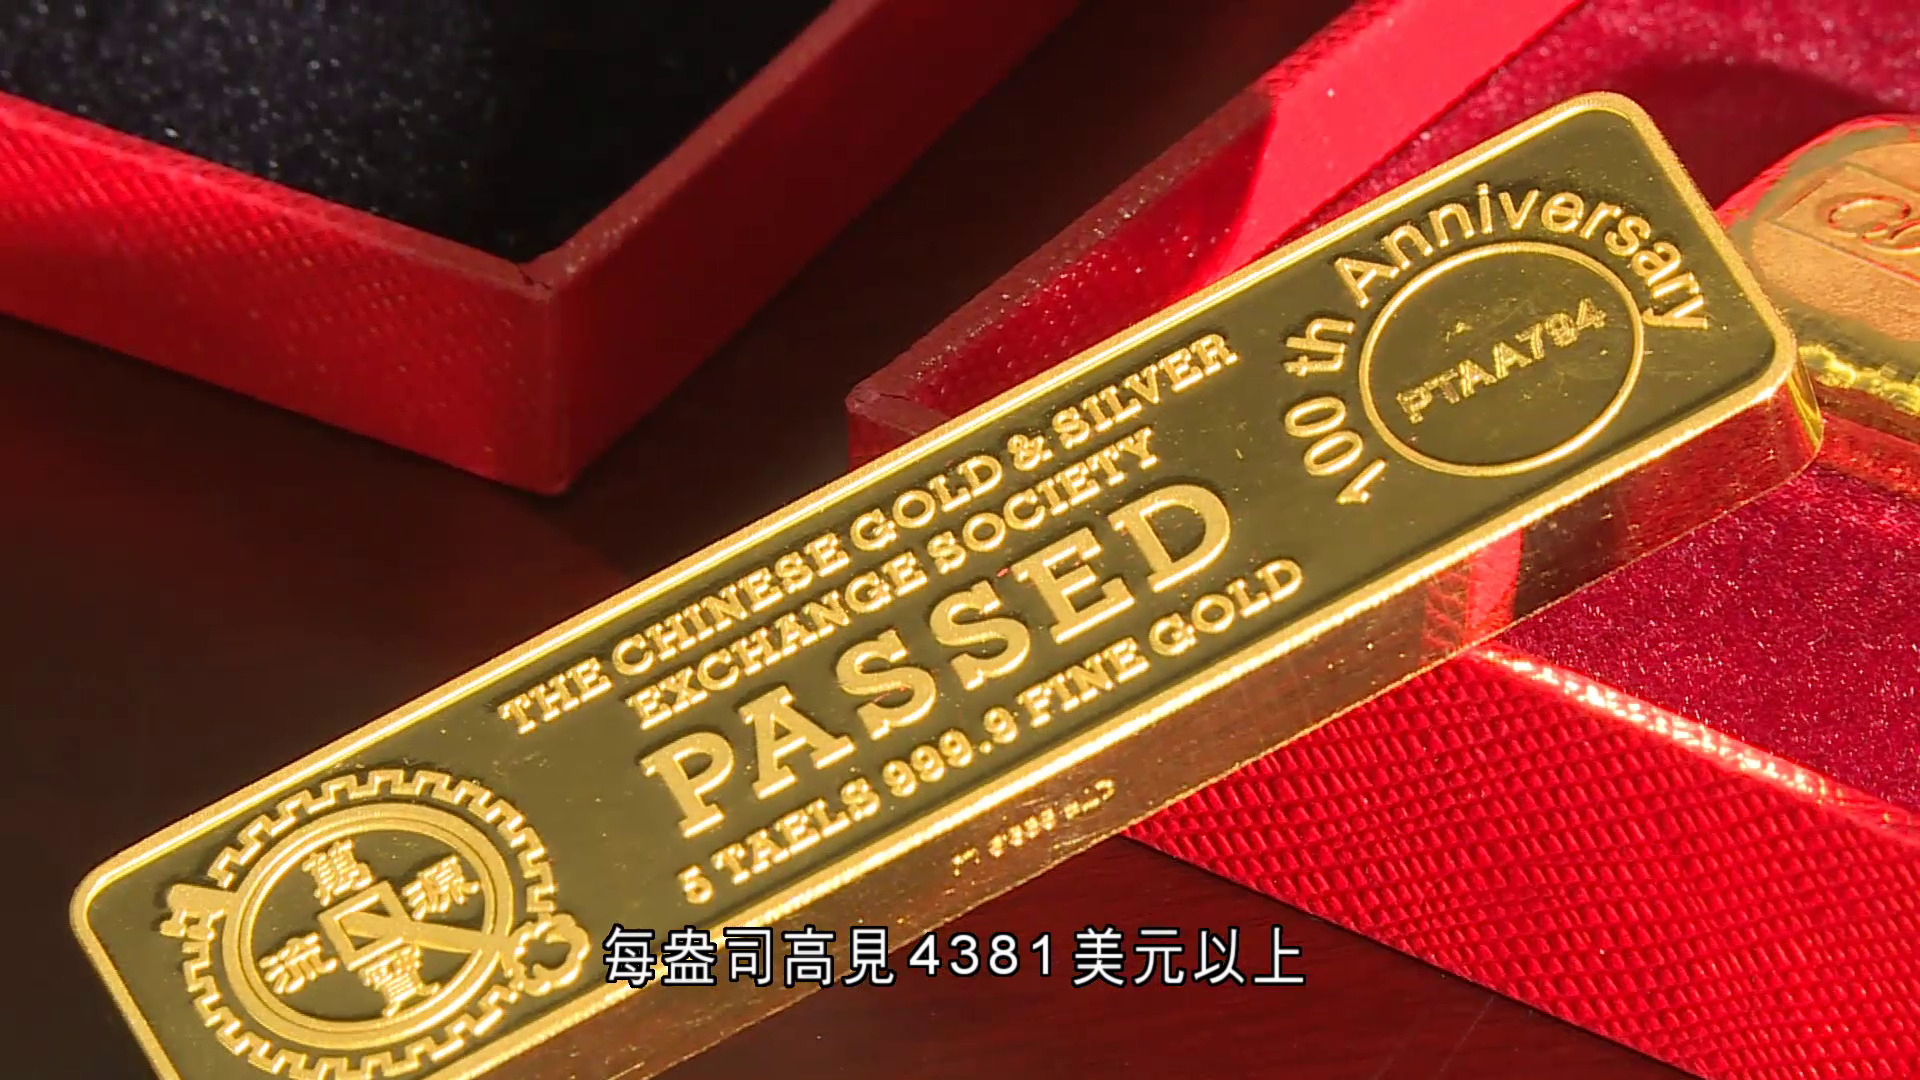 100 th Anniversary
PTAA794
THE CHINESE GOLD & SILVER
EXCHANGE SOCIETY
PASSED
5 TAELS 999.9 FINE GOLD
萬
源
流
寶
每盎司高見4381美元以上